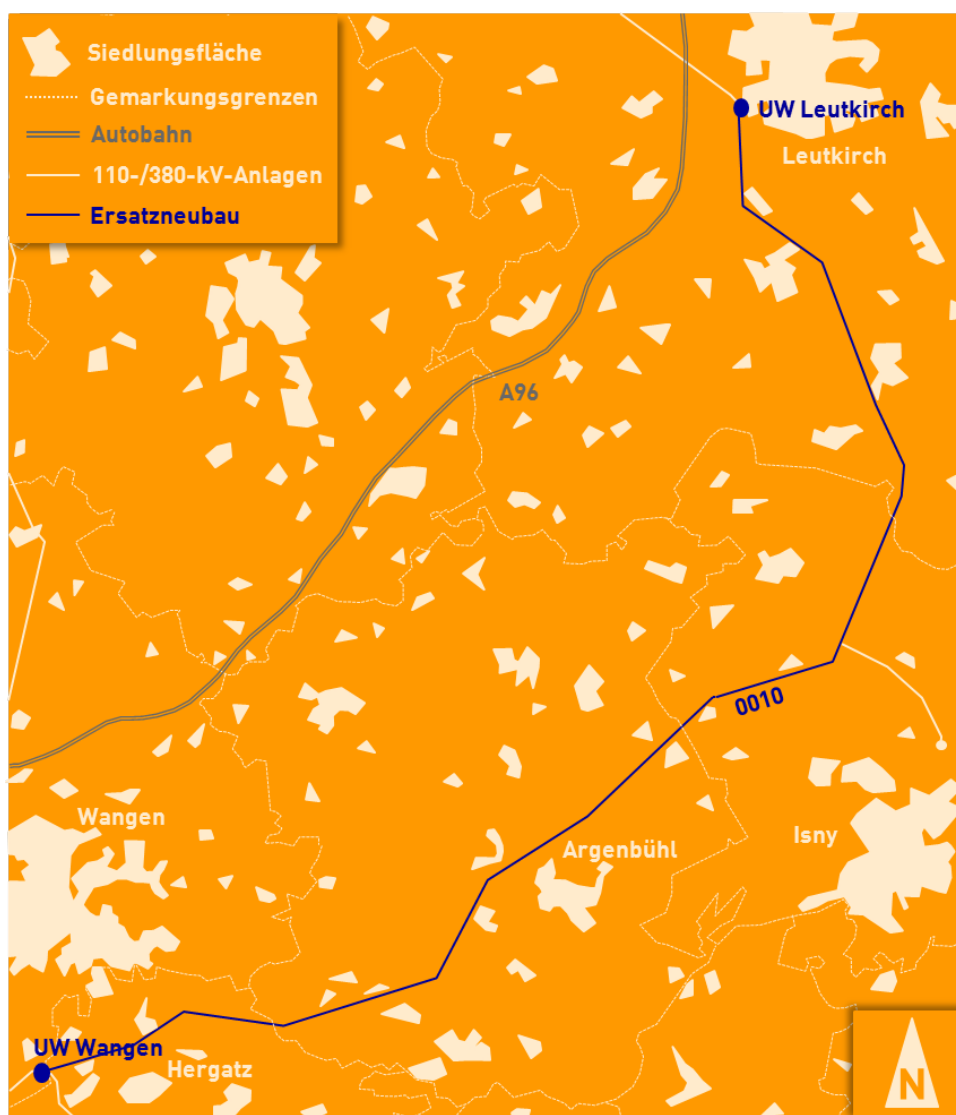 Siedlungsfläche
Gemarkungsgrenzen
Autobahn
110-/380-kV-Anlagen
Ersatzneubau
UW Leutkirch
Leutkirch
A96
0010
Wangen
Argenbühl
Isny
UW Wangen
Hergatz
N